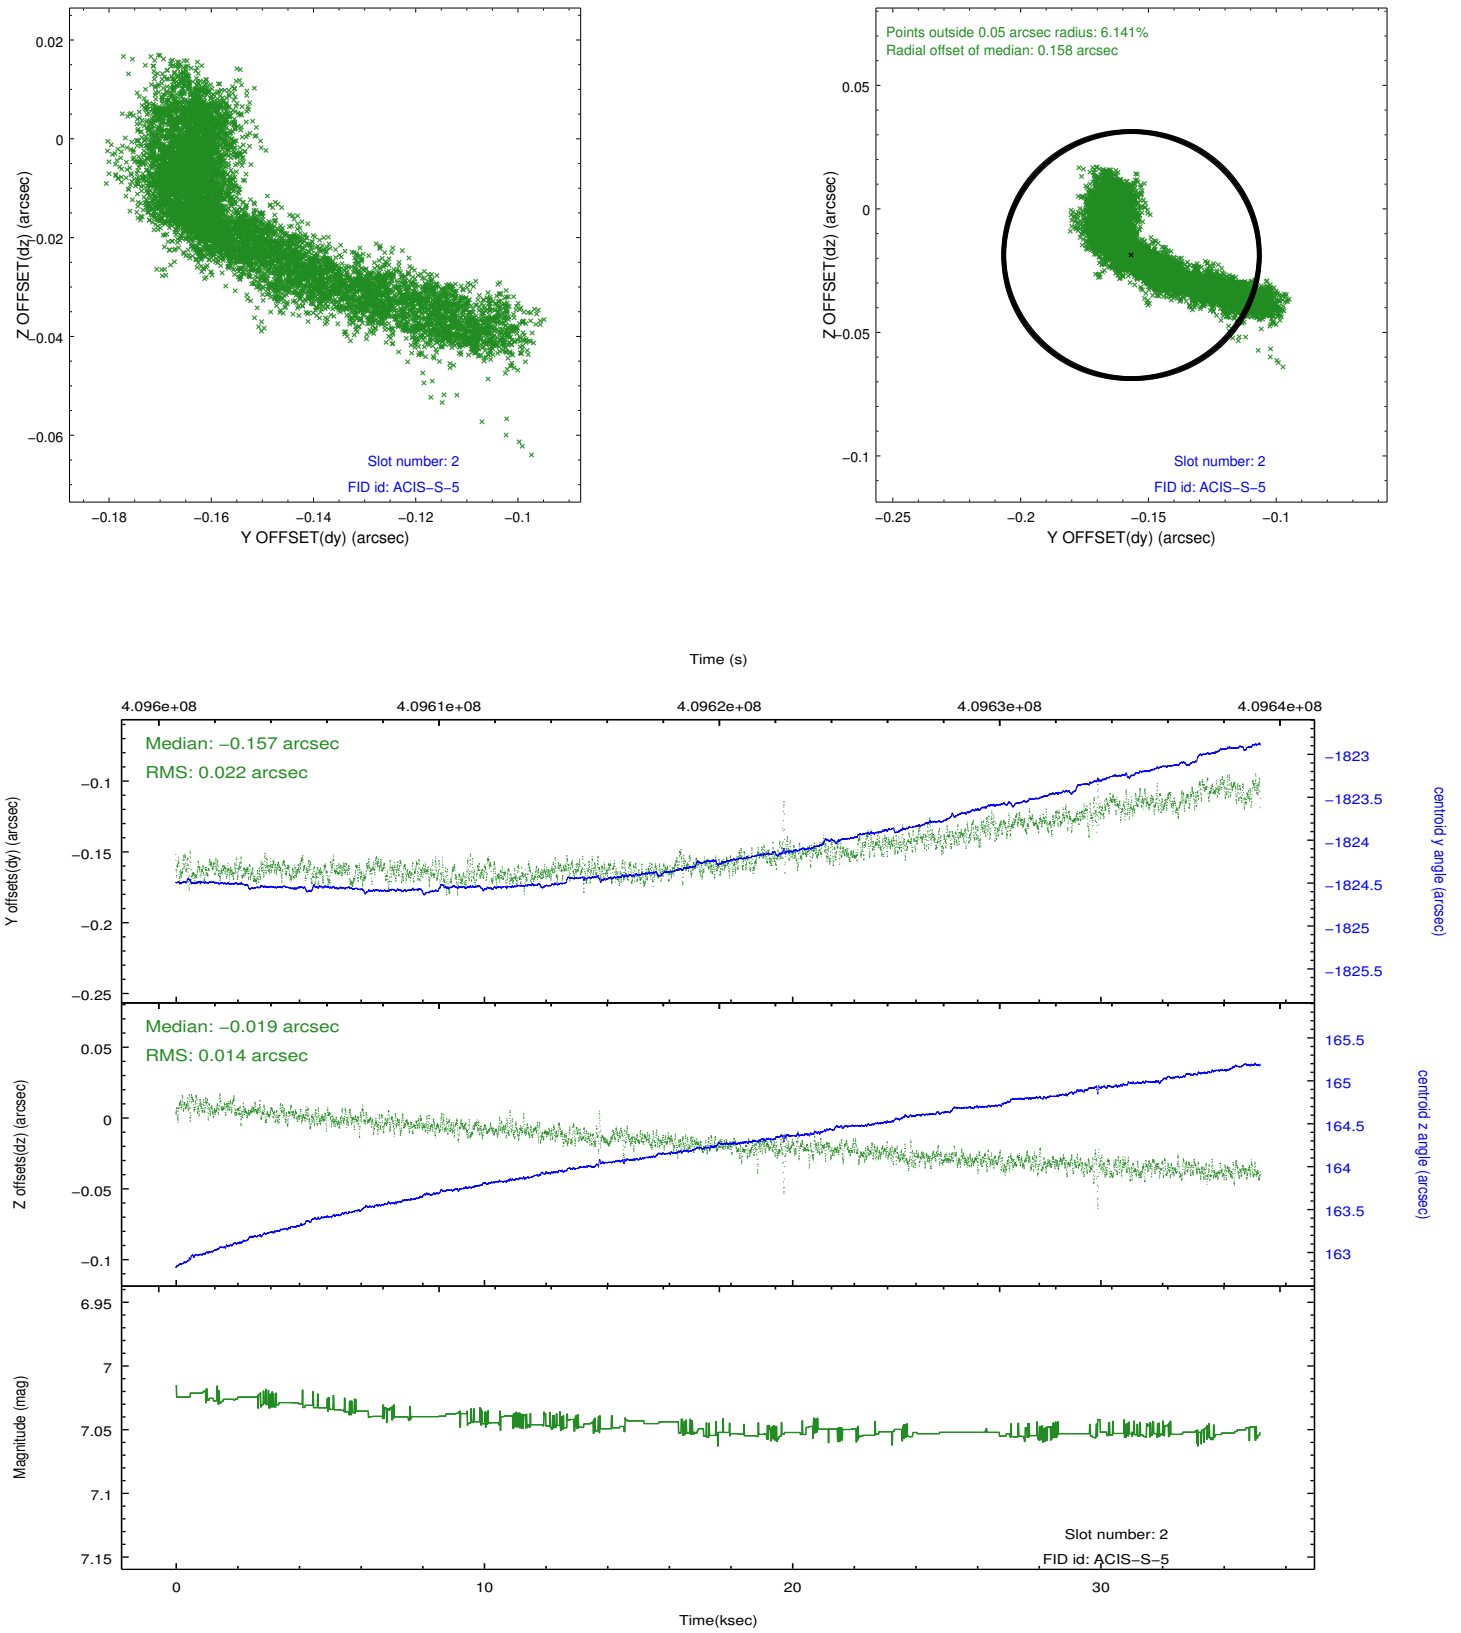 0.02
0
−0.02
−0.04
−0.06
Z OFFSET(dz) (arcsec)
Slot number: 2
FID id: ACIS−S−5
−0.18
−0.16
−0.14
−0.12
−0.1
Y OFFSET(dy) (arcsec)
Points outside 0.05 arcsec radius: 6.141%
Radial offset of median: 0.158 arcsec
0.05
0
−0.05
−0.1
Z OFFSET(dz) (arcsec)
Slot number: 2
FID id: ACIS−S−5
−0.25
−0.2
−0.15
−0.1
Y OFFSET(dy) (arcsec)
Time (s)
4.096e+08
4.0961e+08
4.0962e+08
4.0963e+08
4.0964e+08
Median: −0.157 arcsec
RMS: 0.022 arcsec
−0.1
−0.15
−0.2
−0.25
Y offsets(dy) (arcsec)
−1823
−1823.5
−1824
−1824.5
−1825
−1825.5
centroid y angle (arcsec)
Median: −0.019 arcsec
RMS: 0.014 arcsec
0.05
0
−0.05
−0.1
Z offsets(dz) (arcsec)
165.5
165
164.5
164
163.5
163
centroid z angle (arcsec)
6.95
7
7.05
7.1
7.15
Magnitude (mag)
Slot number: 2
FID id: ACIS−S−5
0
10
20
30
Time(ksec)